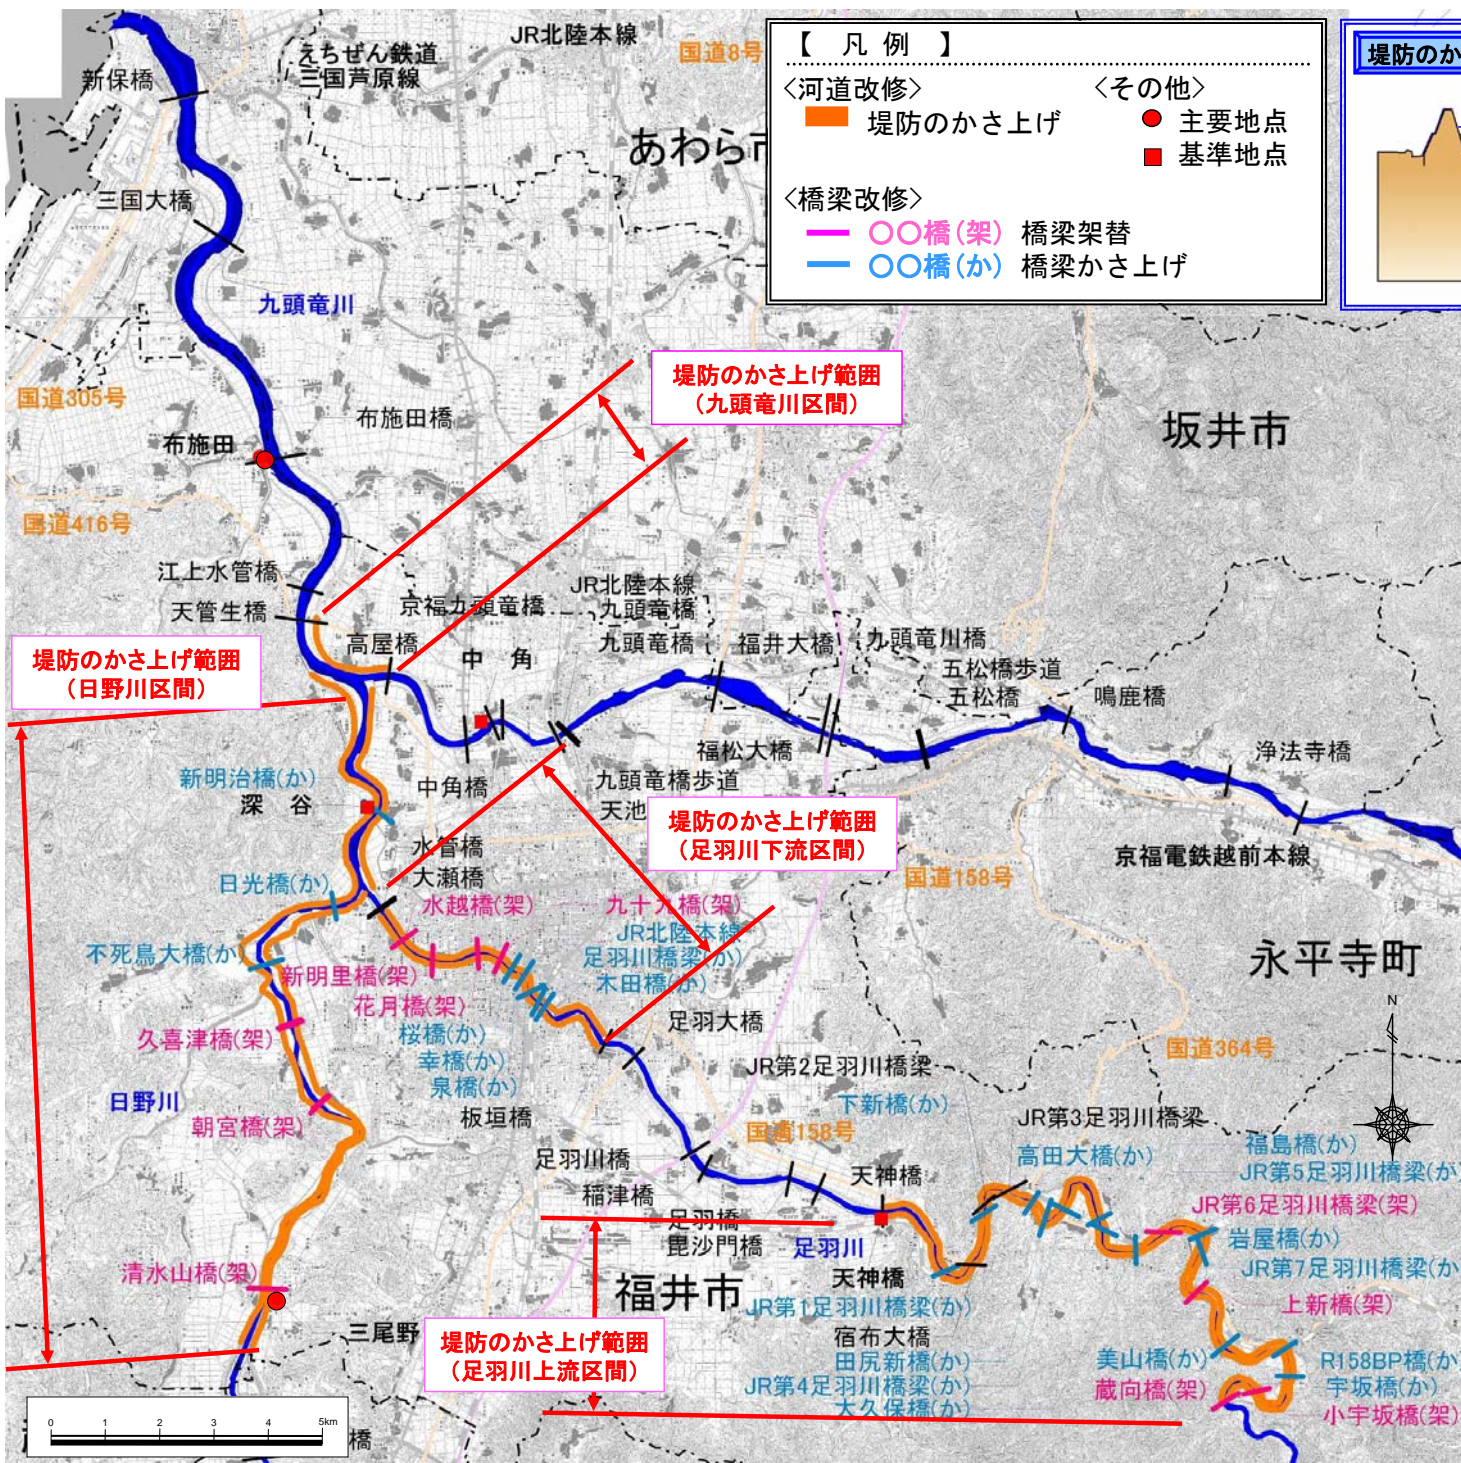 【 凡 例 】
<河道改修>
堤防のかさ上げ
<その他>
主要地点
基準地点
<橋梁改修>
〇〇橋(架) 橋梁架替
〇〇橋(か) 橋梁かさ上げ
堤防のか
JR北陸本線
えちぜん鉄道
三国芦原線
国道8号
新保橋
あわら市
三国大橋
九頭竜川
堤防のかさ上げ範囲
(九頭竜川区間)
国道305号
布施田橋
布施田
坂井市
国道416号
江上水管橋
天菅生橋
京福九頭竜橋
JR北陸本線
九頭竜橋
高屋橋
中 角
九頭竜橋
福井大橋
九頭竜川橋
五松橋歩道
五松橋
鳴鹿橋
堤防のかさ上げ範囲
(日野川区間)
福松大橋
浄法寺橋
新明治橋(か)
深 谷
中角橋
九頭竜橋歩道
天池
堤防のかさ上げ範囲
(足羽川下流区間)
水管橋
大瀬橋
京福電鉄越前本線
国道158号
日光橋(か)
水越橋(架)
九十九橋(架)
JR北陸本線
足羽川橋梁(か)
木田橋(か)
不死鳥大橋(か)
新明里橋(架)
花月橋(架)
永平寺町
久喜津橋(架)
桜橋(か)
幸橋(か)
泉橋(か)
足羽大橋
N
国道364号
日野川
朝宮橋(架)
板垣橋
JR第2足羽川橋梁
下新橋(か)
国道158号
JR第3足羽川橋梁
高田大橋(か)
福島橋(か)
JR第5足羽川橋梁(か
足羽川橋
稲津橋
天神橋
JR第6足羽川橋梁(架)
足羽橋
毘沙門橋
足羽川
岩屋橋(か)
JR第7足羽川橋梁(か
清水山橋(架)
福井市
天神橋
JR第1足羽川橋梁(か)
上新橋(架)
三尾野
堤防のかさ上げ範囲
(足羽川上流区間)
宿布大橋
田尻新橋(か)
JR第4足羽川橋梁(か)
大久保橋(か)
美山橋(か)
R158BP橋(か
宇坂橋(か)
蔵向橋(架)
小宇坂橋(架)
0 1 2 3 4 5km
橋